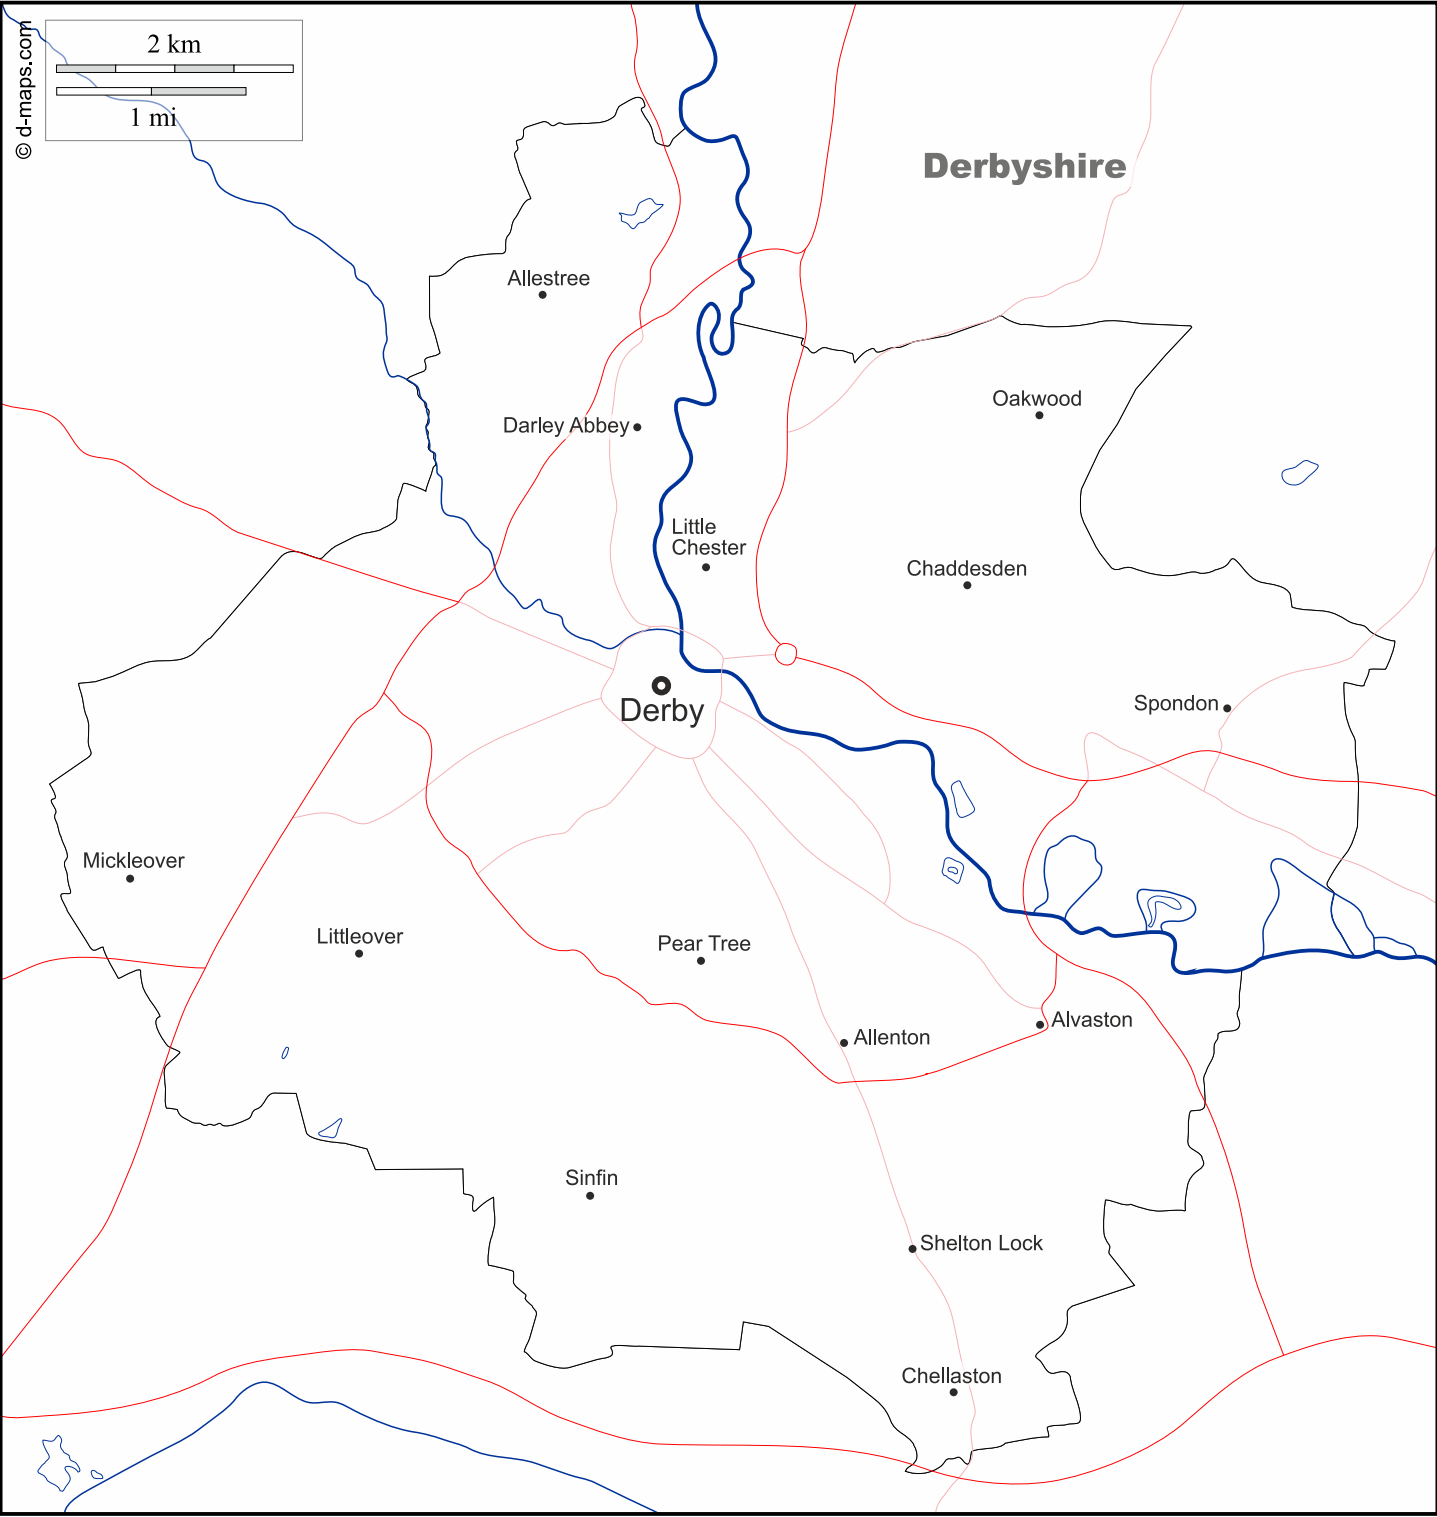 © d-maps.com
2 km
1 mi
Derbyshire
Allestree
Oakwood
Darley Abbey
Little
Chester
Chaddesden
Spondon
Derby
Mickleover
Littleover
Pear Tree
Alvaston
Allenton
Sinfin
Shelton Lock
Chellaston